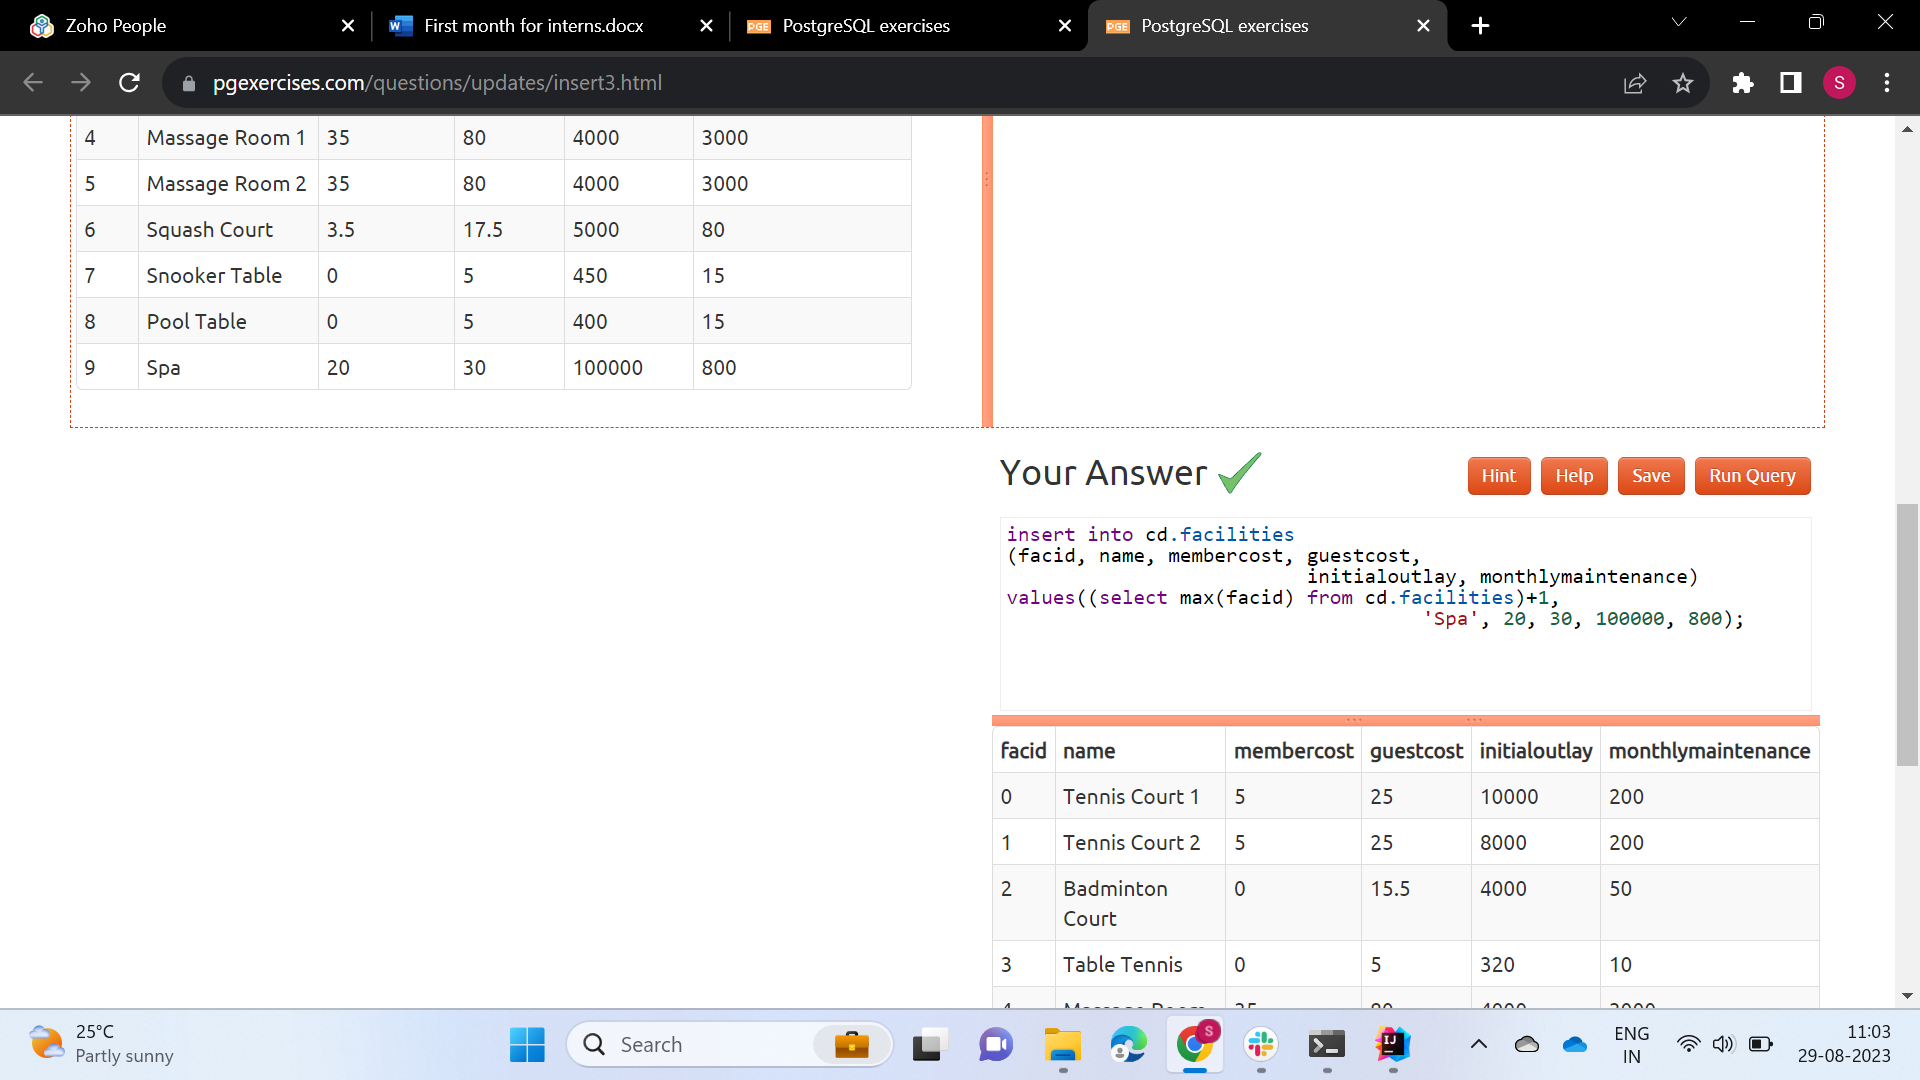 Zoho People
First month for interns.docx
PGE PostgreSQL exercises
PGE PostgreSQL exercises
pgexercises.com/questions/updates/insert3.html
S
4 Massage Room 1 35 80 4000 3000
5 Massage Room 2 35 80 4000 3000
6 Squash Court 3.5 17.5 5000 80
7 Snooker Table 0 5 450 15
8 Pool Table 0 5 400 15
9 Spa 20 30 100000 800
Your Answer
Hint Help Save Run Query
insert into cd.facilities
(facid, name, membercost, guestcost,
initialoutlay, monthlymaintenance)
values((select max(facid) from cd.facilities)+1,
'Spa', 20, 30, 100000, 800);
facid name membercost guestcost initialoutlay monthlymaintenance
0 Tennis Court 1 5 25 10000 200
1 Tennis Court 2 5 25 8000 200
2 Badminton Court 0 15.5 4000 50
3 Table Tennis 0 5 320 10
25°C
Partly sunny
Search
S
IJ
ENG
IN
11:03
29-08-2023